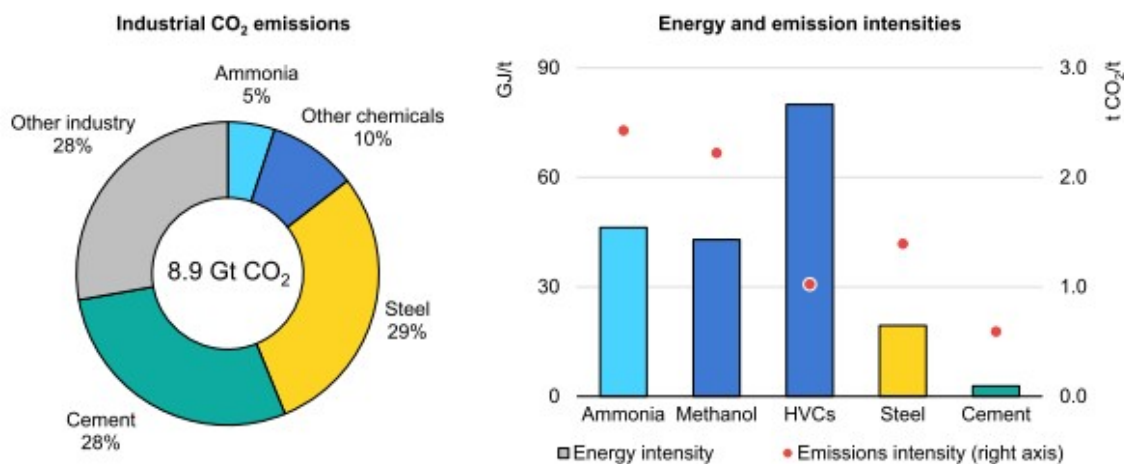 Industrial CO₂ emissions
Ammonia
5%
Other chemicals
10%
Other industry
28%
8.9 Gt CO₂
Steel
29%
Cement
28%
Energy and emission intensities
GJ/t
t CO₂/t
90
60
30
0
3.0
2.0
1.0
0.0
Ammonia Methanol HVCs Steel Cement
Energy intensity Emissions intensity (right axis)